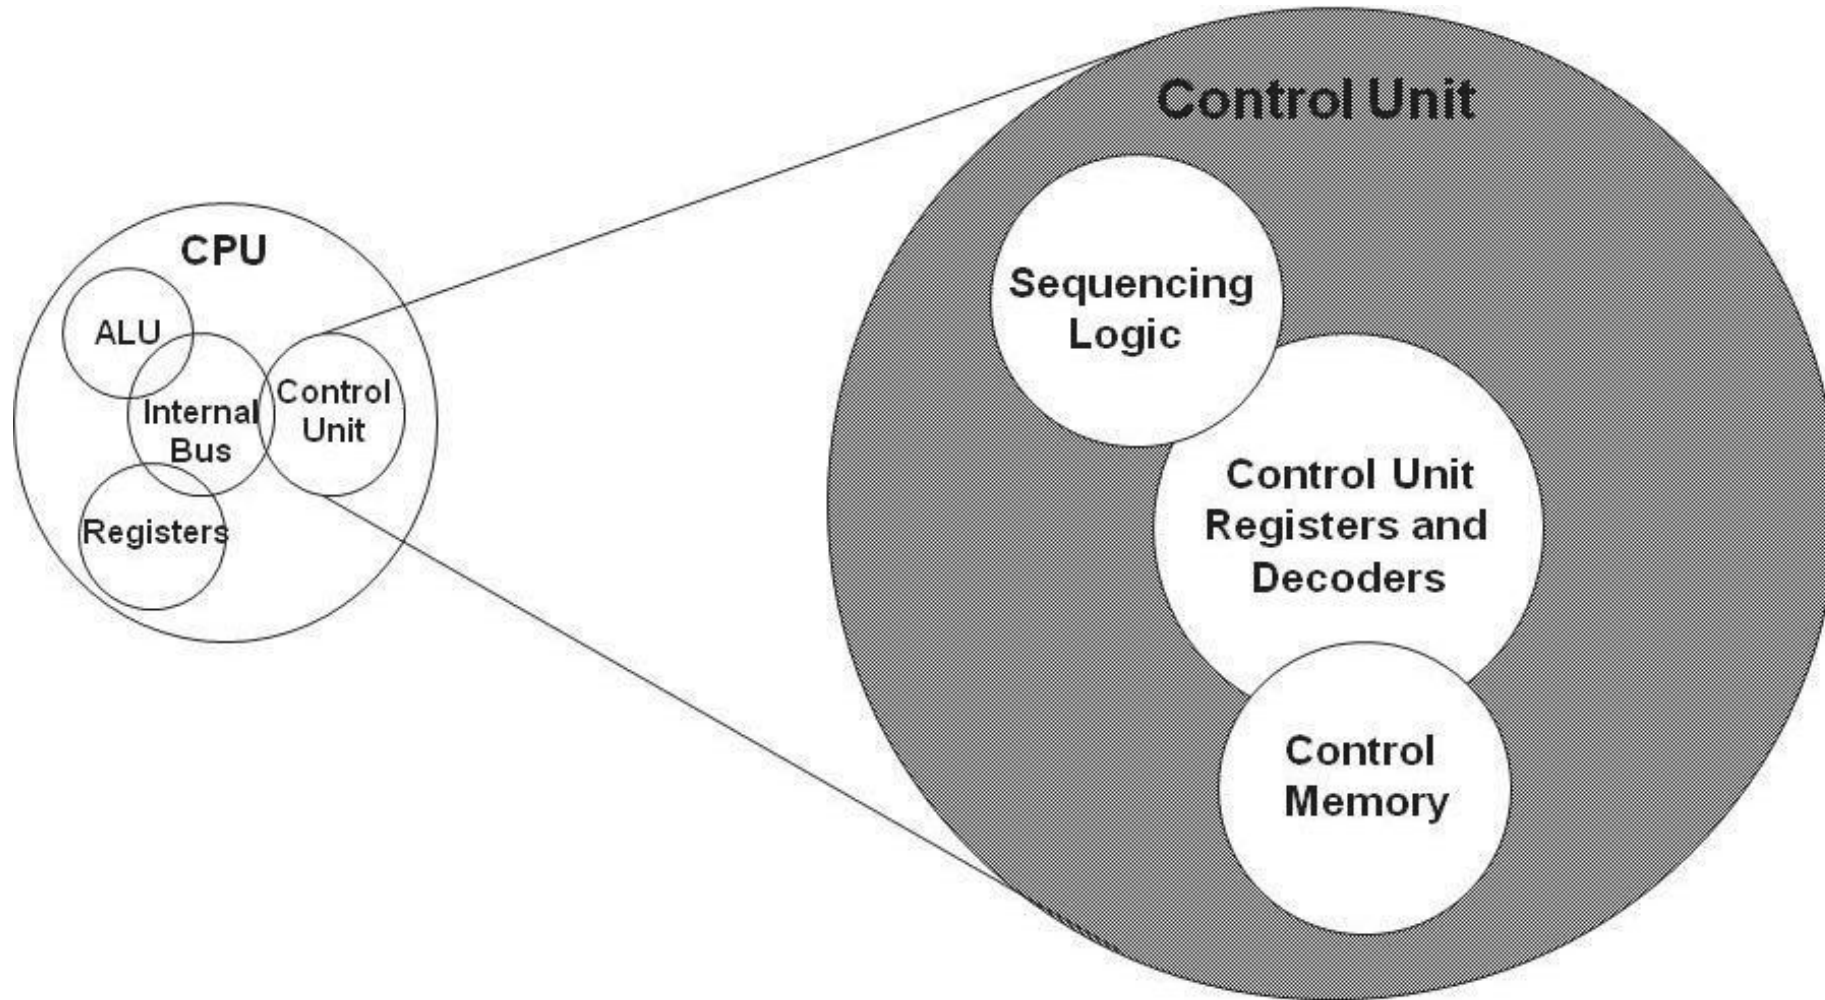 CPU
ALU
Internal
Bus
Control
Unit
Registers
Control Unit
Sequencing
Logic
Control Unit
Registers and
Decoders
Control
Memory